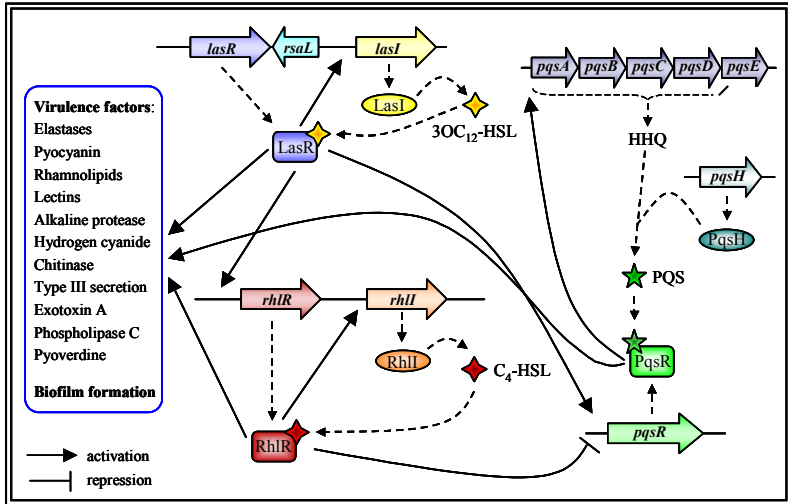 lasR rsaL lasI
LasI
3OC12-HSL
LasR
pqsA pqsB pqsC pqsD pqsE
HHQ
pqsH
PqsH
PQS
PqsR
pqsR
Virulence factors:
Elastases
Pyocyanin
Rhamnolipids
Lectins
Alkaline protease
Hydrogen cyanide
Chitinase
Type III secretion
Exotoxin A
Phospholipase C
Pyoverdine
Biofilm formation
rhlR rhlI
RhlI
C4-HSL
RhlR
activation
repression